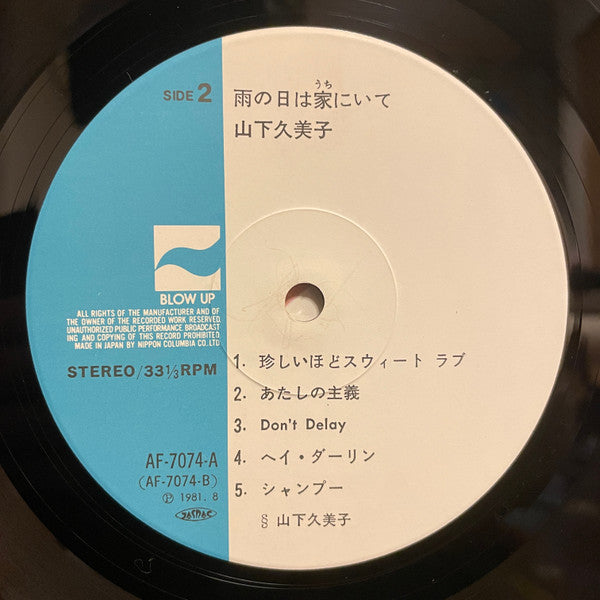 SIDE 2
雨の日は家にいて
うち
山下久美子
BLOW UP
ALL RIGHTS OF THE MANUFACTURER AND OF
THE OWNER OF THE RECORDED WORK RESERVED.
UNAUTHORIZED PUBLIC PERFORMANCE BROADCAST
ING AND COPYING OF THIS RECORD PROHIBITED
MADE IN JAPAN BY NIPPON COLUMBIA CO. LTD
STEREO/33⅓RPM
AF-7074-A
(AF-7074-B)
Ⓟ 1981. 8
JASRAC
1. 珍しいほどスウィート ラブ
2. あたしの主義
3. Don't Delay
4. ヘイ・ダーリン
5. シャンプー
§ 山下久美子